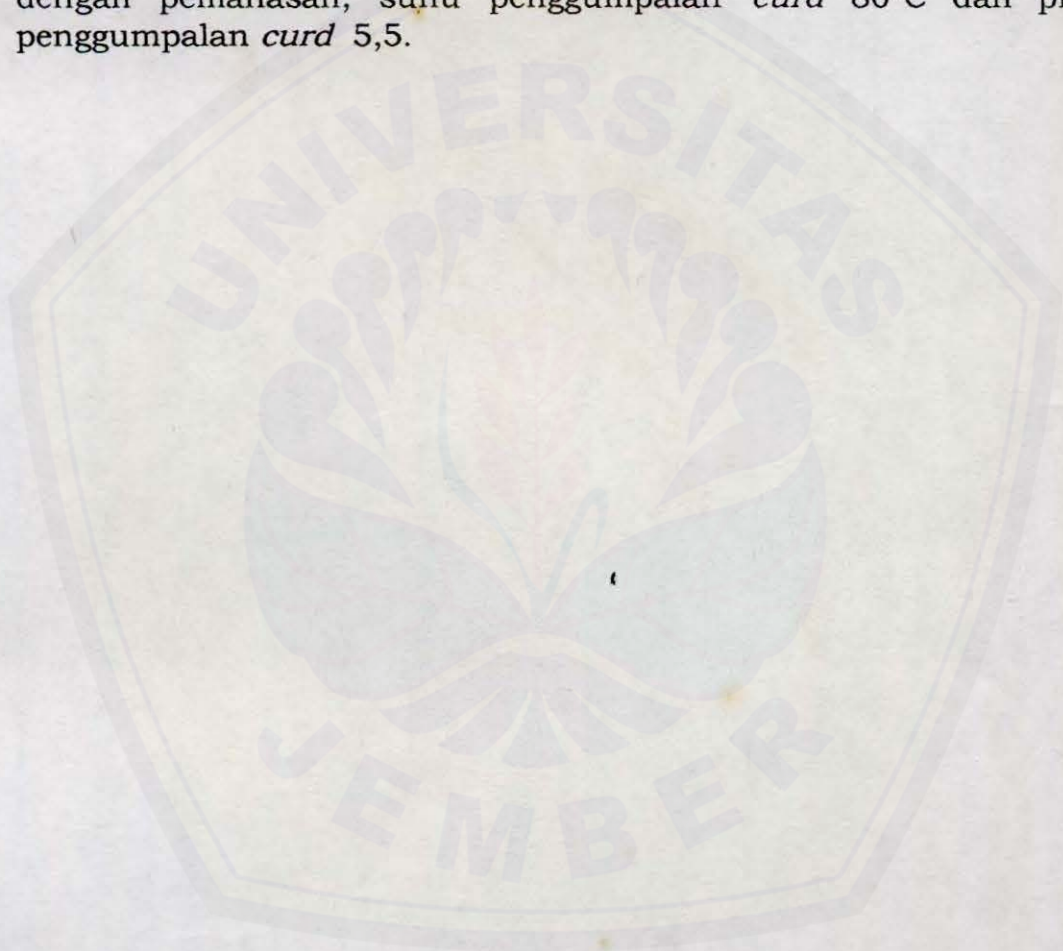 dengan pemanasan, suhu penggumpalan curd 80°C dan
penggumpalan curd 5,5.
UNIVERSITAS
JEMBER